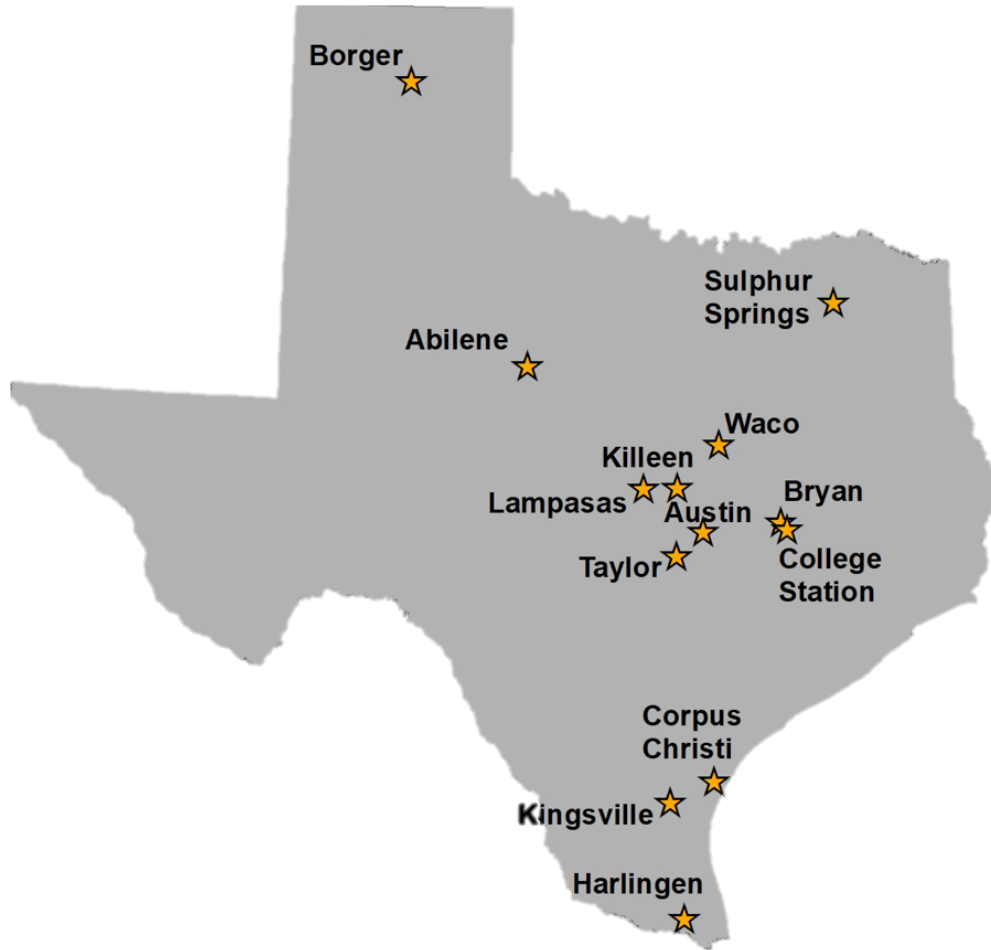 Borger
Sulphur
Springs
Abilene
Waco
Killeen
Lampasas
Bryan
Austin
Taylor
College
Station
Corpus
Christi
Kingsville
Harlingen